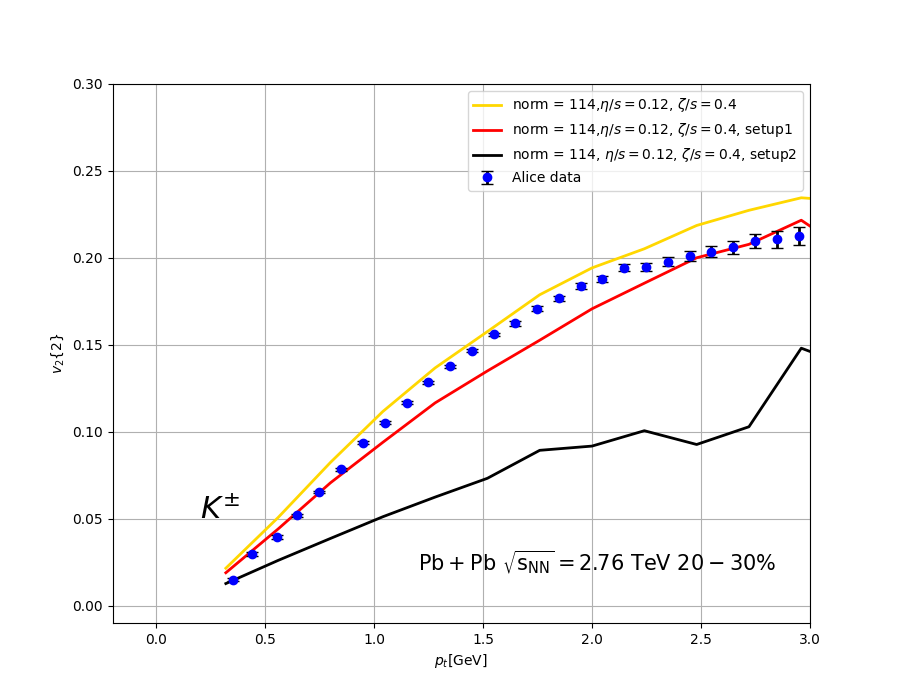 0.30
0.25
0.20
0.15
0.10
0.05
0.00
v₂{2}
norm = 114,η/s = 0.12, ζ/s = 0.4
norm = 114,η/s = 0.12, ζ/s = 0.4, setup1
norm = 114, η/s = 0.12, ζ/s = 0.4, setup2
Alice data
K±
Pb + Pb √sNN = 2.76 TeV 20 − 30%
0.0 0.5 1.0 1.5 2.0 2.5 3.0
pt[GeV]